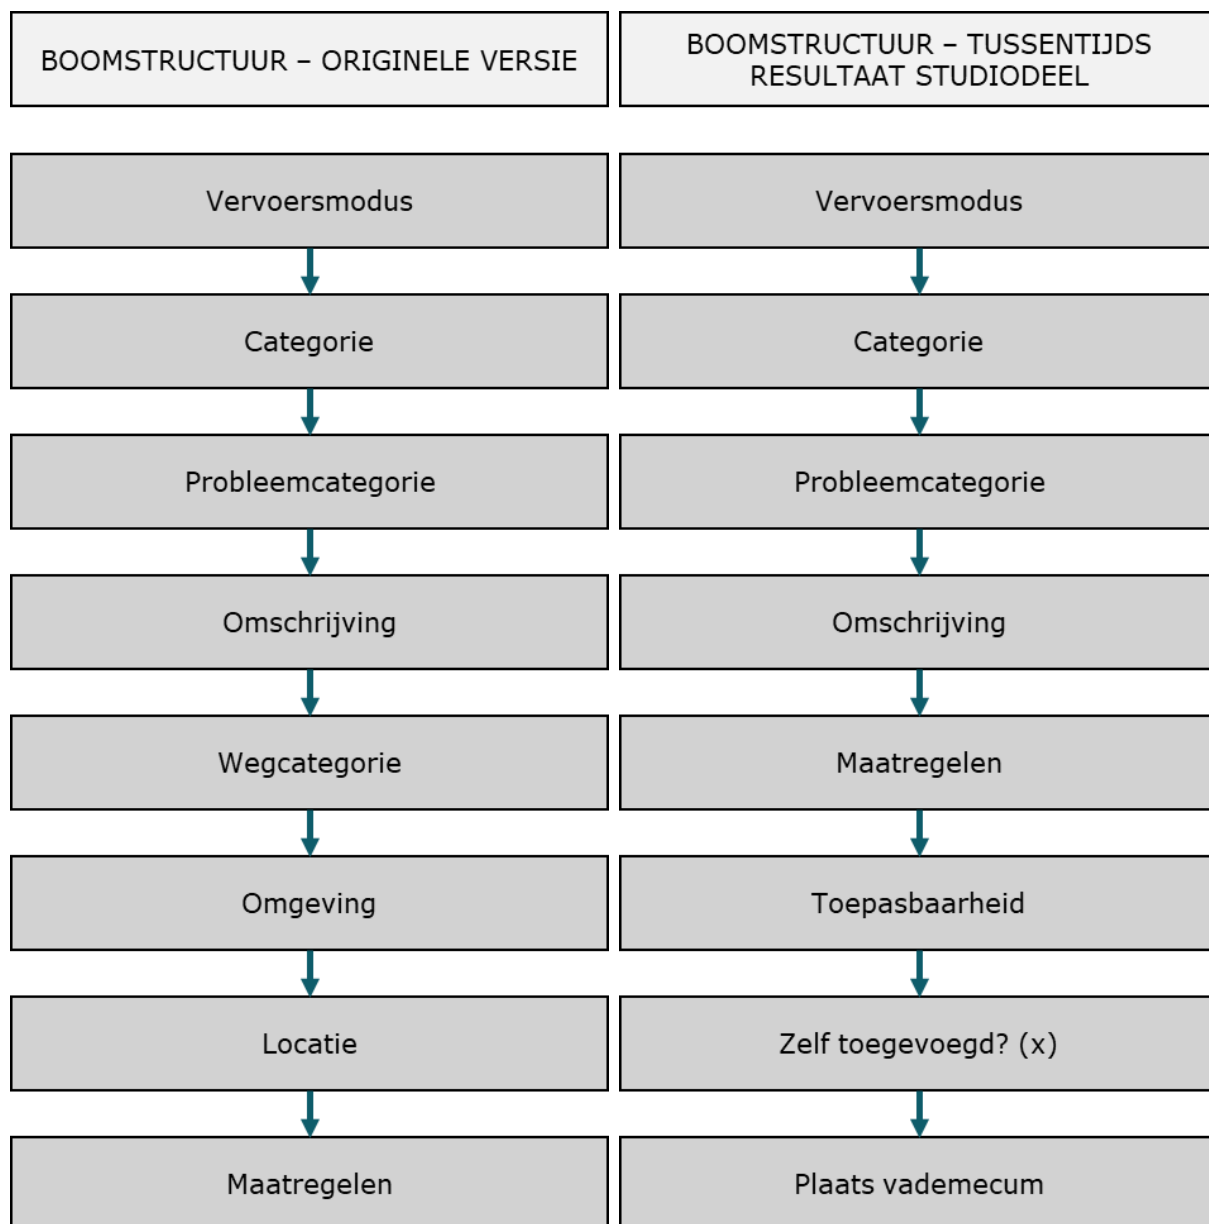 BOOMSTRUCTUUR – ORIGINELE VERSIE
Vervoersmodus
Categorie
Probleemcategorie
Omschrijving
Wegcategorie
Omgeving
Locatie
Maatregelen
BOOMSTRUCTUUR – TUSSENTIJDS
RESULTAAT STUDIODEEL
Vervoersmodus
Categorie
Probleemcategorie
Omschrijving
Maatregelen
Toepasbaarheid
Zelf toegevoegd? (x)
Plaats vademecum